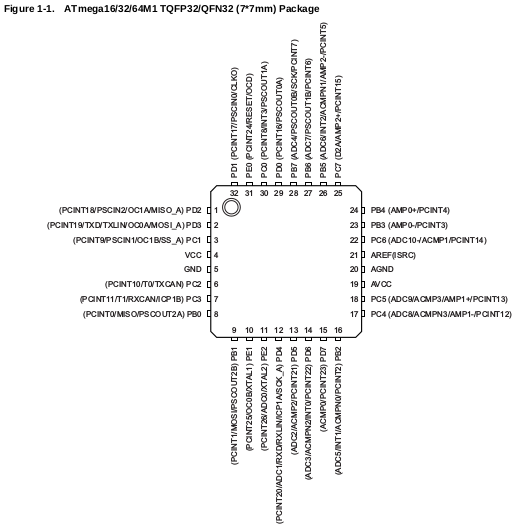 Figure 1-1. ATmega16/32/64M1 TQFP32/QFN32 (7*7mm) Package
PD1 (PCINT17/PSCIN0/CLKO)
PE0 (PCINT24/RESET/OCD)
PC0 (PCINT8/INT3/PSCOUT1A)
PD0 (PCINT16/PSCOUT0A)
PB7 (ADC4/PSCOUT0B/SCK/PCINT7)
PB6 (ADC7/PSCOUT1B/PCINT6)
PB5 (ADC6/INT2/ACMPN1/AMP2-/PCINT5)
PC7 (D2A/AMP2+/PCINT15)
32 31 30 29 28 27 26 25
(PCINT18/PSCIN2/OC1A/MISO_A) PD2 1
(PCINT19/TXD/TXLIN/OC0A/MOSI_A) PD3 2
(PCINT9/PSCIN1/OC1B/SS_A) PC1 3
VCC 4
GND 5
(PCINT10/T0/TXCAN) PC2 6
(PCINT11/T1/RXCAN/ICP1B) PC3 7
(PCINT0/MISO/PSCOUT2A) PB0 8
24 PB4 (AMP0+/PCINT4)
23 PB3 (AMP0-/PCINT3)
22 PC6 (ADC10-/ACMP1/PCINT14)
21 AREF(ISRC)
20 AGND
19 AVCC
18 PC5 (ADC9/ACMP3/AMP1+/PCINT13)
17 PC4 (ADC8/ACMPN3/AMP1-/PCINT12)
9 10 11 12 13 14 15 16
(PCINT1/MOSI/PSCOUT2B) PB1
(PCINT25/OC0B/XTAL1) PE1
(PCINT26/ADC0/XTAL2) PE2
(PCINT20/ADC1/RXD/RXLIN/ICP1A/SCK_A) PD4
(ADC2/ACMP2/PCINT21) PD5
(ADC3/ACMPN2/INT0/PCINT22) PD6
(ACMP0/PCINT23) PD7
(ADC5/INT1/ACMPN0/PCINT2) PB2